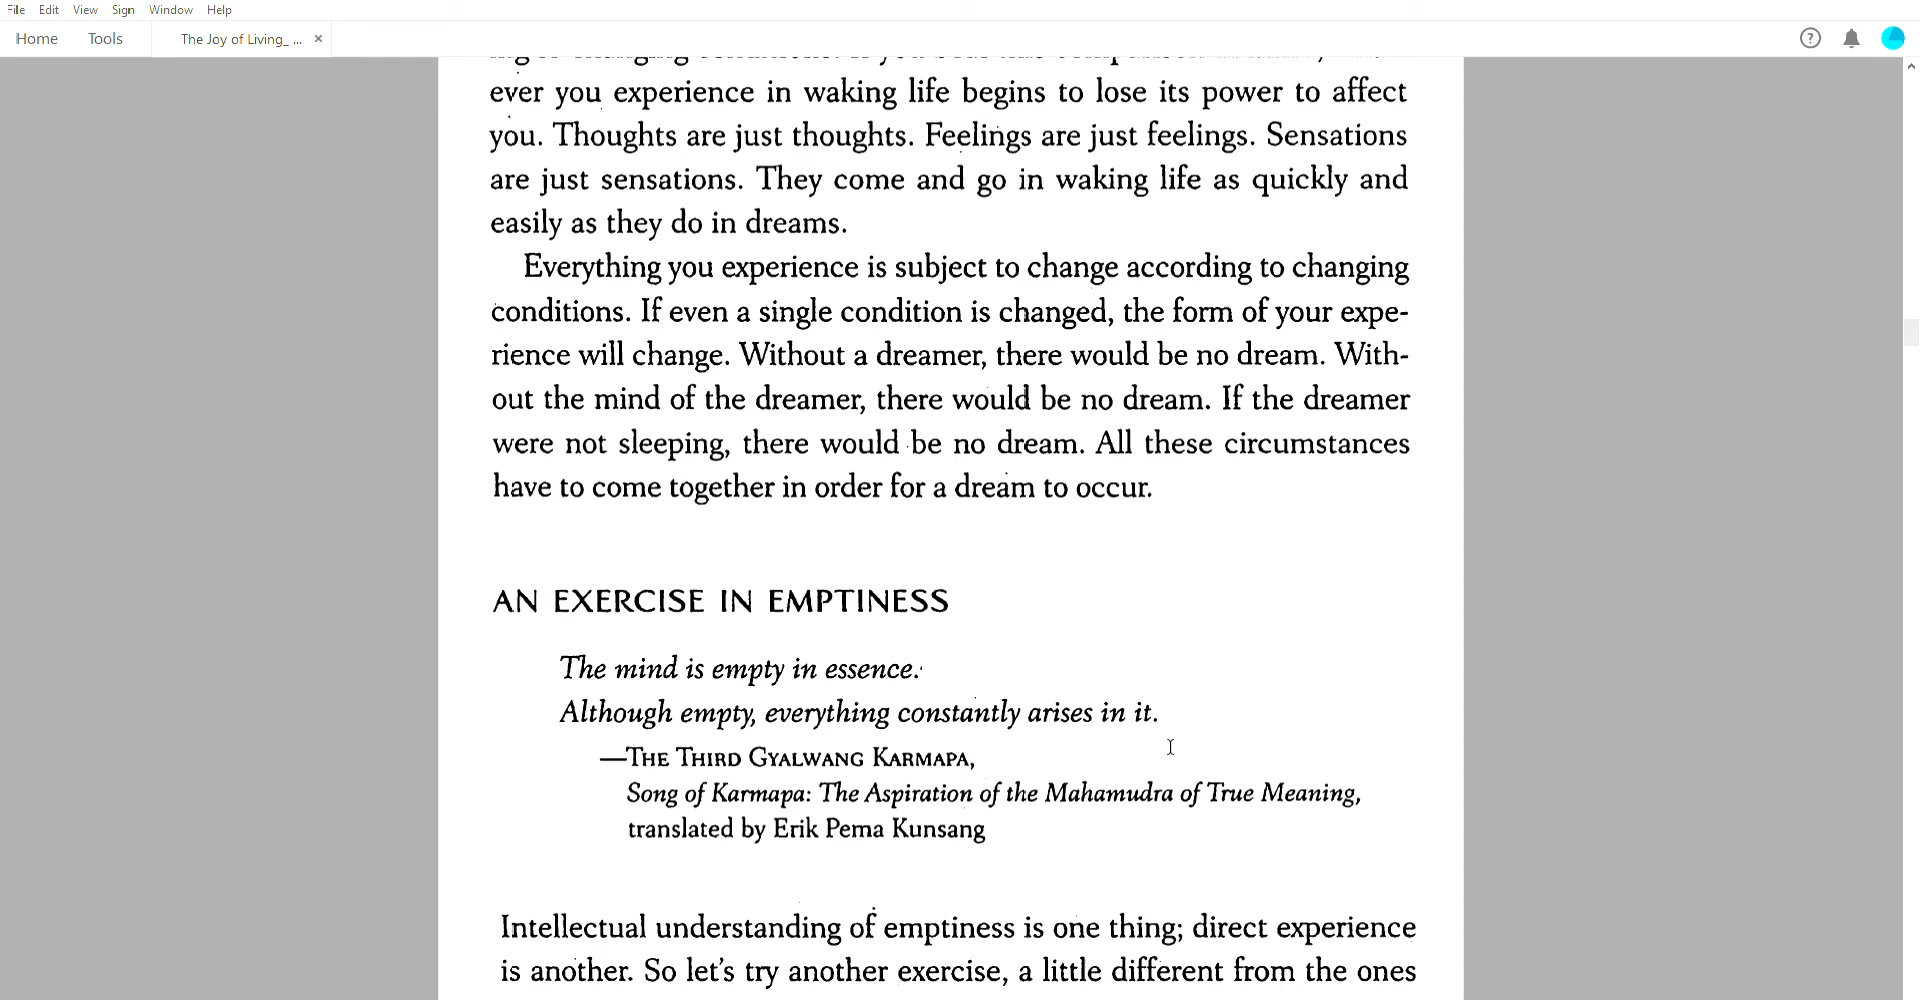 File Edit View Sign Window Help
Home Tools The Joy of Living_ ... ×
ever you experience in waking life begins to lose its power to affect
you. Thoughts are just thoughts. Feelings are just feelings. Sensations
are just sensations. They come and go in waking life as quickly and
easily as they do in dreams.
Everything you experience is subject to change according to changing
conditions. If even a single condition is changed, the form of your expe-
rience will change. Without a dreamer, there would be no dream. With-
out the mind of the dreamer, there would be no dream. If the dreamer
were not sleeping, there would be no dream. All these circumstances
have to come together in order for a dream to occur.
AN EXERCISE IN EMPTINESS
The mind is empty in essence.
Although empty, everything constantly arises in it.
—THE THIRD GYALWANG KARMAPA,
Song of Karmapa: The Aspiration of the Mahamudra of True Meaning,
translated by Erik Pema Kunsang
Intellectual understanding of emptiness is one thing; direct experience
is another. So let's try another exercise, a little different from the ones